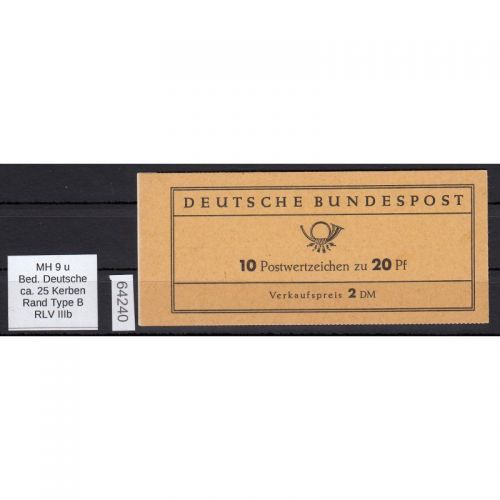 MH 9 u
Bed. Deutsche
ca. 25 Kerben
Rand Type B
RLV IIIb
64240
DEUTSCHE BUNDESPOST
10 Postwertzeichen zu 20 Pf
Verkaufspreis 2 DM